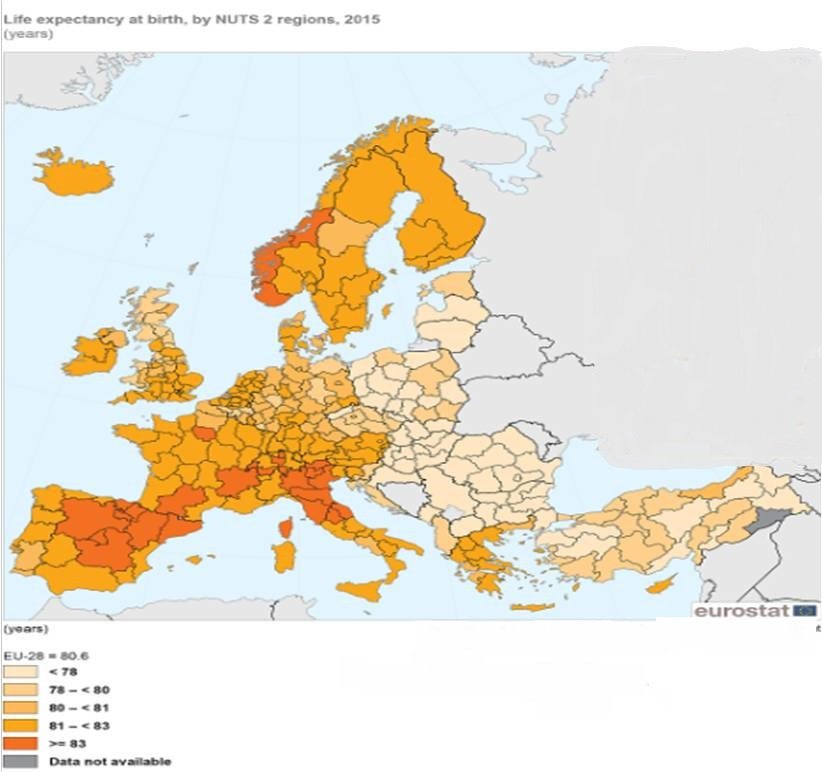 Life expectancy at birth, by NUTS 2 regions, 2015
(years)
eurostat
(years)
t
EU-28 = 80.6
< 78
78 – < 80
80 – < 81
81 – < 83
>= 83
Data not available